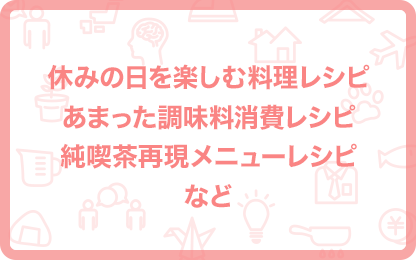 休みの日を楽しむ料理レシピ
あまった調味料消費レシピ
純喫茶再現メニューレシピ
など